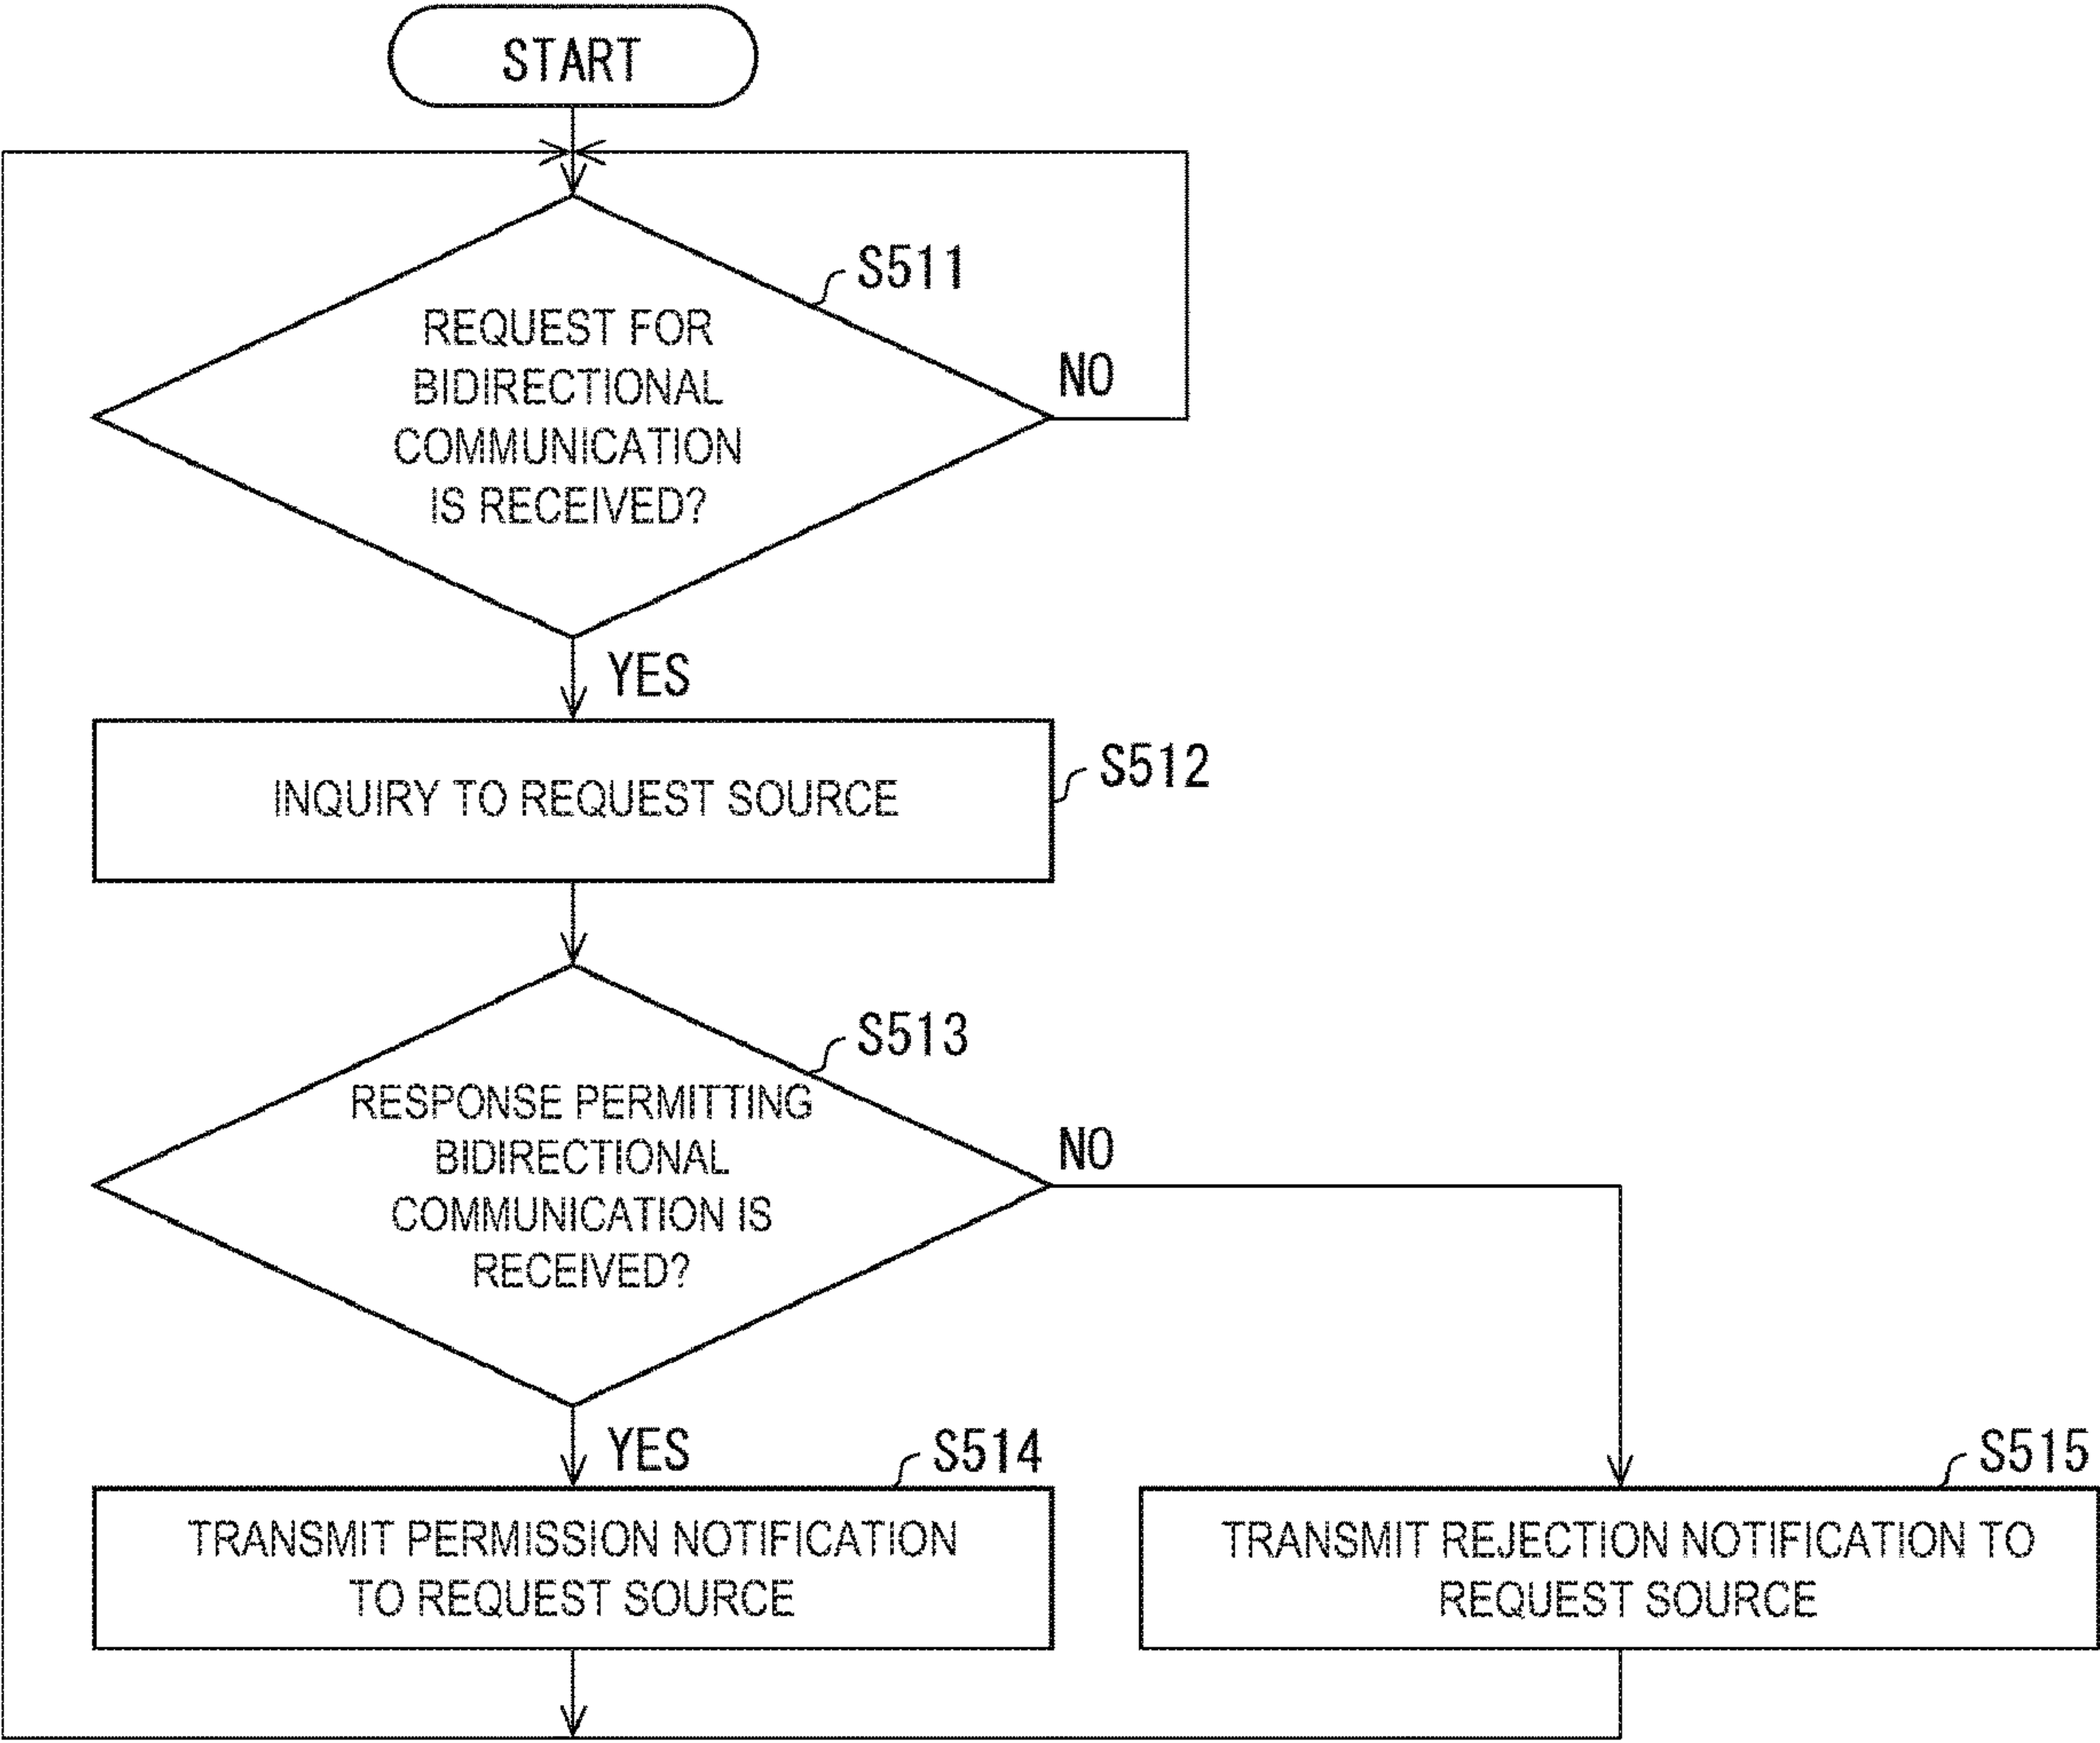 START
S511
REQUEST FOR
BIDIRECTIONAL
COMMUNICATION
IS RECEIVED?
NO
YES
S512
INQUIRY TO REQUEST SOURCE
S513
RESPONSE PERMITTING
BIDIRECTIONAL
COMMUNICATION IS
RECEIVED?
NO
YES
S514
TRANSMIT PERMISSION NOTIFICATION
TO REQUEST SOURCE
S515
TRANSMIT REJECTION NOTIFICATION TO
REQUEST SOURCE